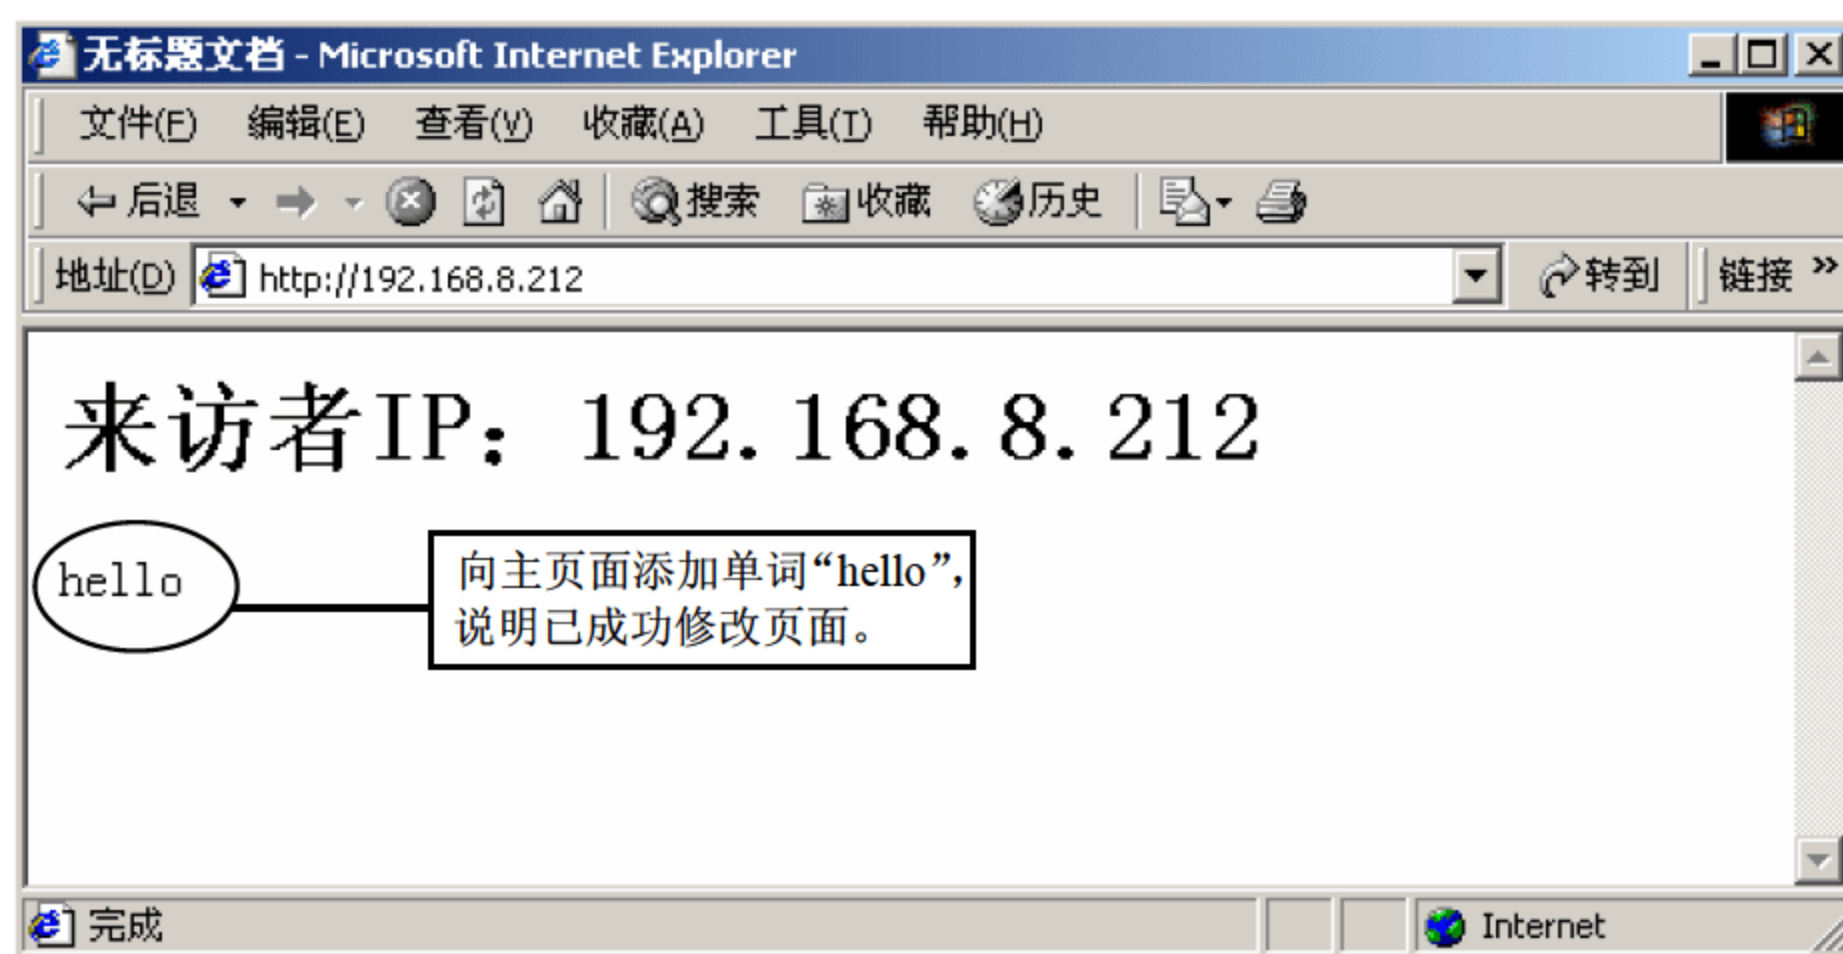 无标题文档 - Microsoft Internet Explorer
文件(F) 编辑(E) 查看(V) 收藏(A) 工具(T) 帮助(H)
后退 搜索 收藏 历史
地址(D) http://192.168.8.212 转到 链接 »
来访者IP：192.168.8.212
hello
向主页面添加单词“hello”，
说明已成功修改页面。
完成 Internet